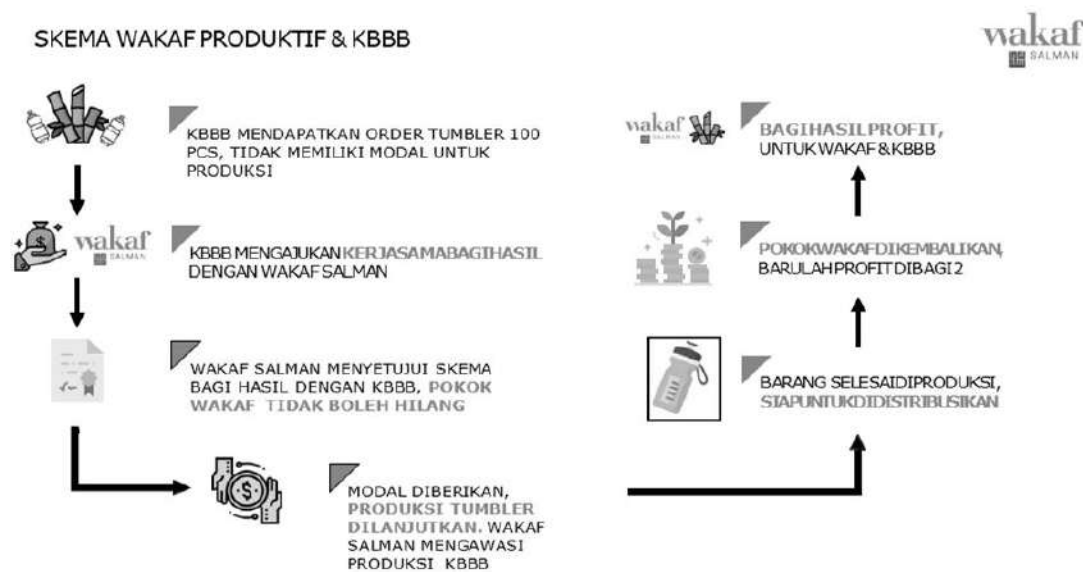 SKEMA WAKAF PRODUKTIF & KBBB
wakaf
SALMAN
KBBB MENDAPATKAN ORDER TUMBLER 100
PCS, TIDAK MEMILIKI MODAL UNTUK
PRODUKSI
wakaf
SALMAN
KBBB MENGAJUKAN KERJASAMA BAGI HASIL
DENGAN WAKAF SALMAN
WAKAF SALMAN MENYETUJUI SKEMA
BAGI HASIL DENGAN KBBB, POKOK
WAKAF TIDAK BOLEH HILANG
MODAL DIBERIKAN,
PRODUKSI TUMBLER
DILANJUTKAN. WAKAF
SALMAN MENGAWASI
PRODUKSI KBBB
BARANG SELESAI DIPRODUKSI,
SIAP UNTUK DIDISTRIBUSIKAN
POKOK WAKAF DIKEMBALIKAN,
BARULAH PROFIT DIBAGI 2
wakaf
SALMAN
BAGI HASIL PROFIT,
UNTUK WAKAF & KBBB